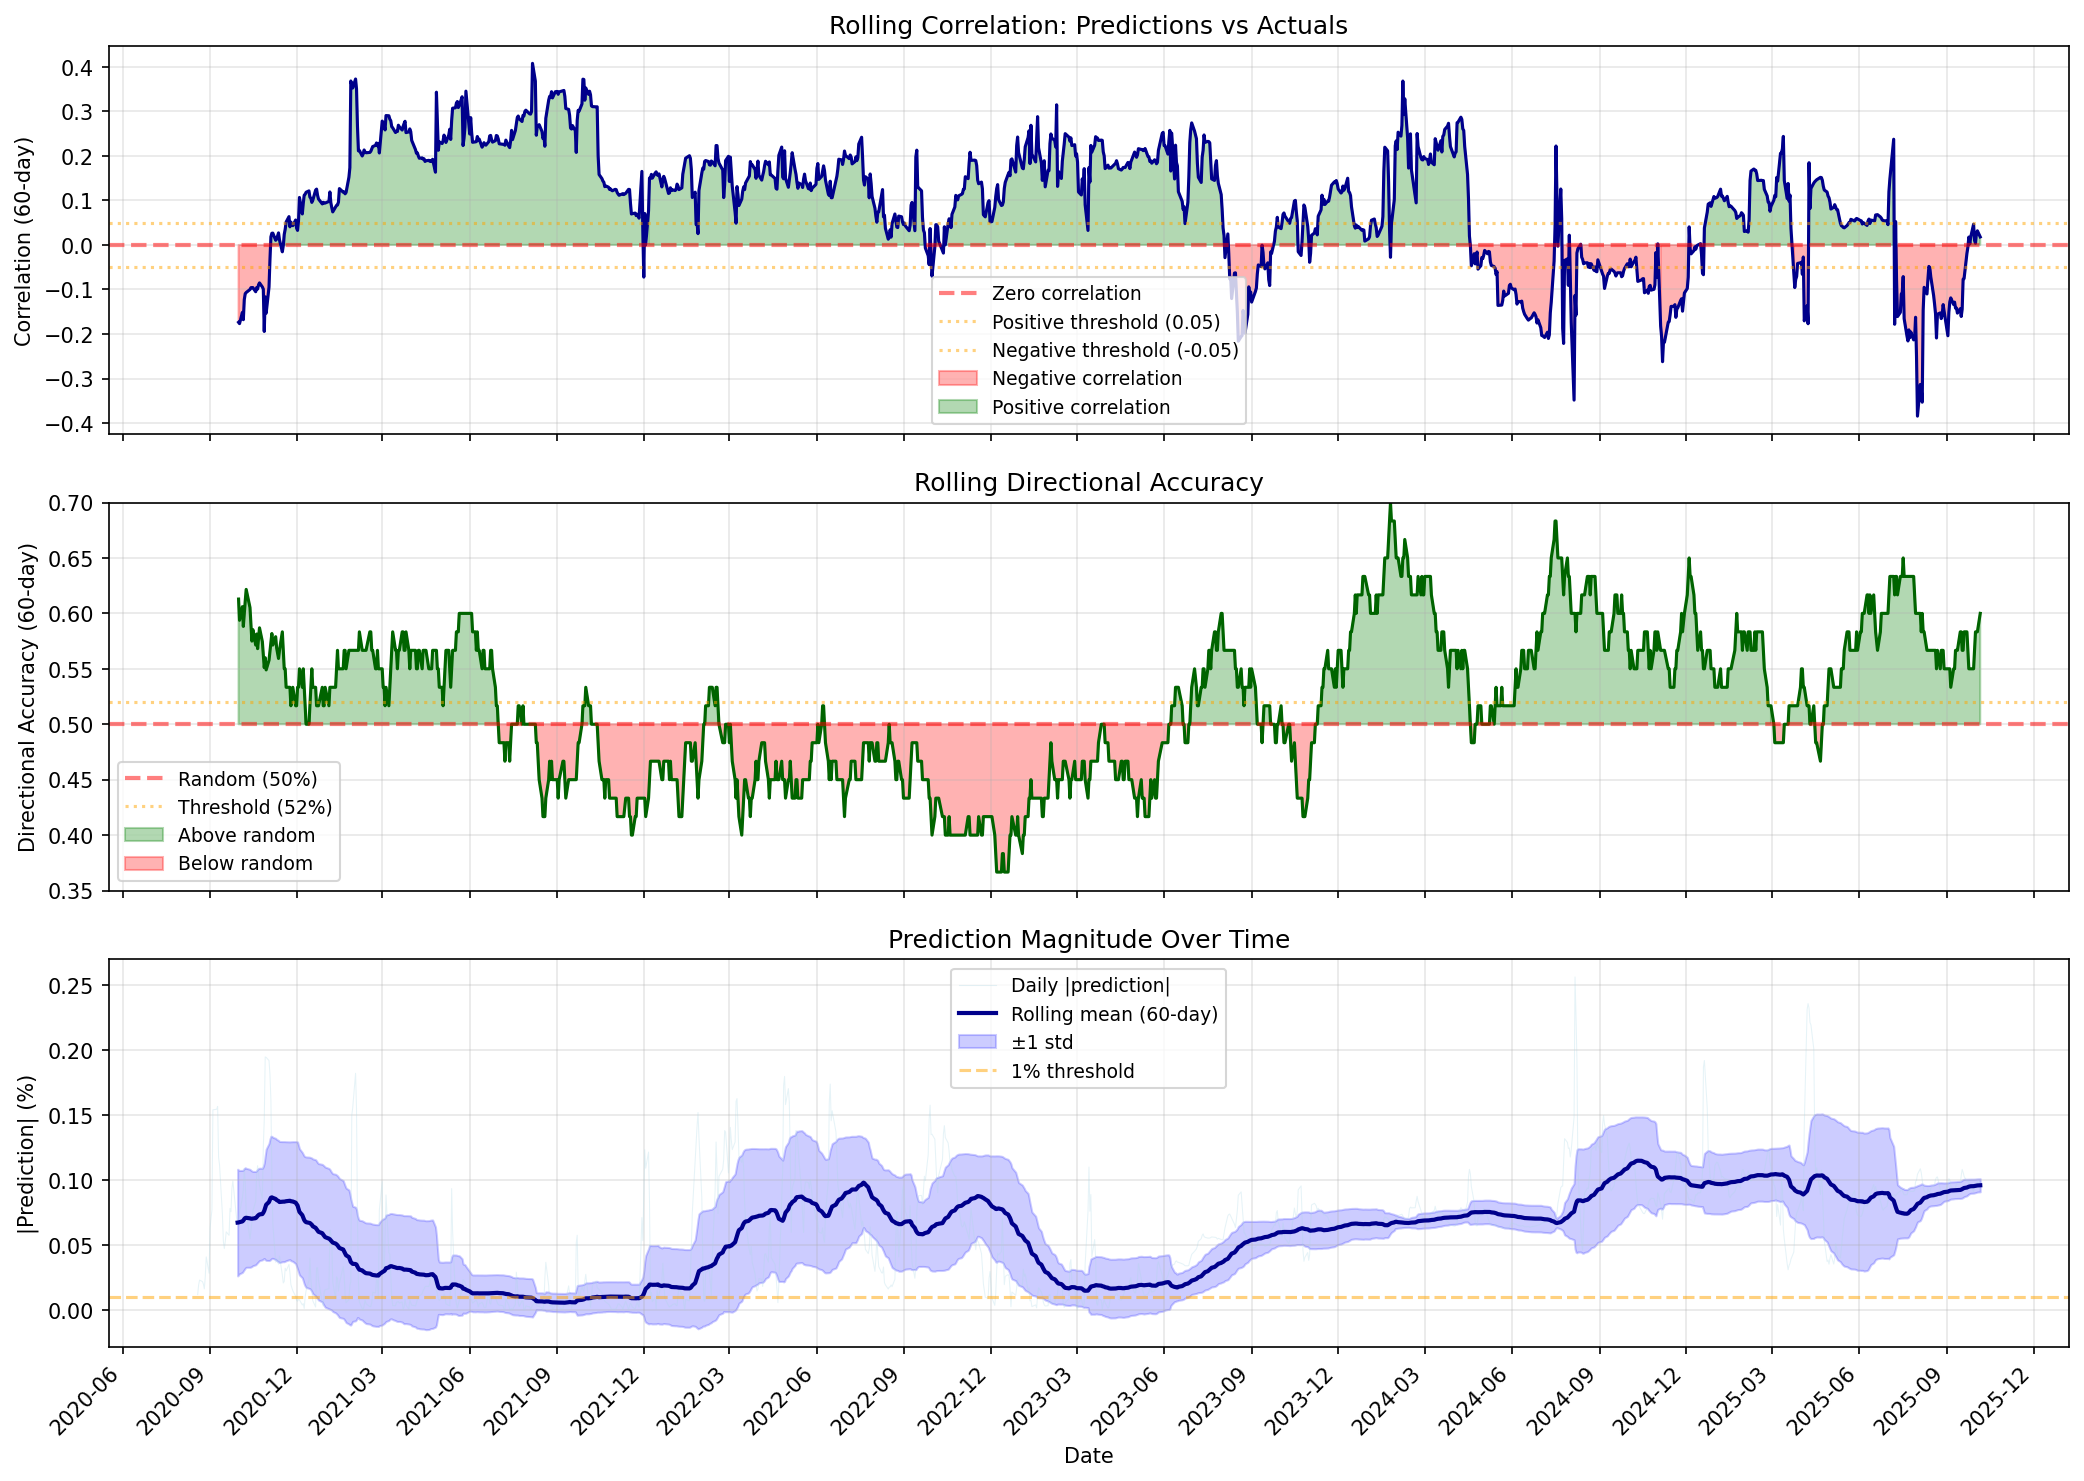 Rolling Correlation: Predictions vs Actuals
Correlation (60-day)
0.4
0.3
0.2
0.1
0.0
−0.1
−0.2
−0.3
−0.4
Zero correlation
Positive threshold (0.05)
Negative threshold (-0.05)
Negative correlation
Positive correlation
Rolling Directional Accuracy
Directional Accuracy (60-day)
0.70
0.65
0.60
0.55
0.50
0.45
0.40
0.35
Random (50%)
Threshold (52%)
Above random
Below random
Prediction Magnitude Over Time
|Prediction| (%)
0.25
0.20
0.15
0.10
0.05
0.00
Daily |prediction|
Rolling mean (60-day)
±1 std
1% threshold
2020-06
2020-09
2020-12
2021-03
2021-06
2021-09
2021-12
2022-03
2022-06
2022-09
2022-12
2023-03
2023-06
2023-09
2023-12
2024-03
2024-06
2024-09
2024-12
2025-03
2025-06
2025-09
2025-12
Date